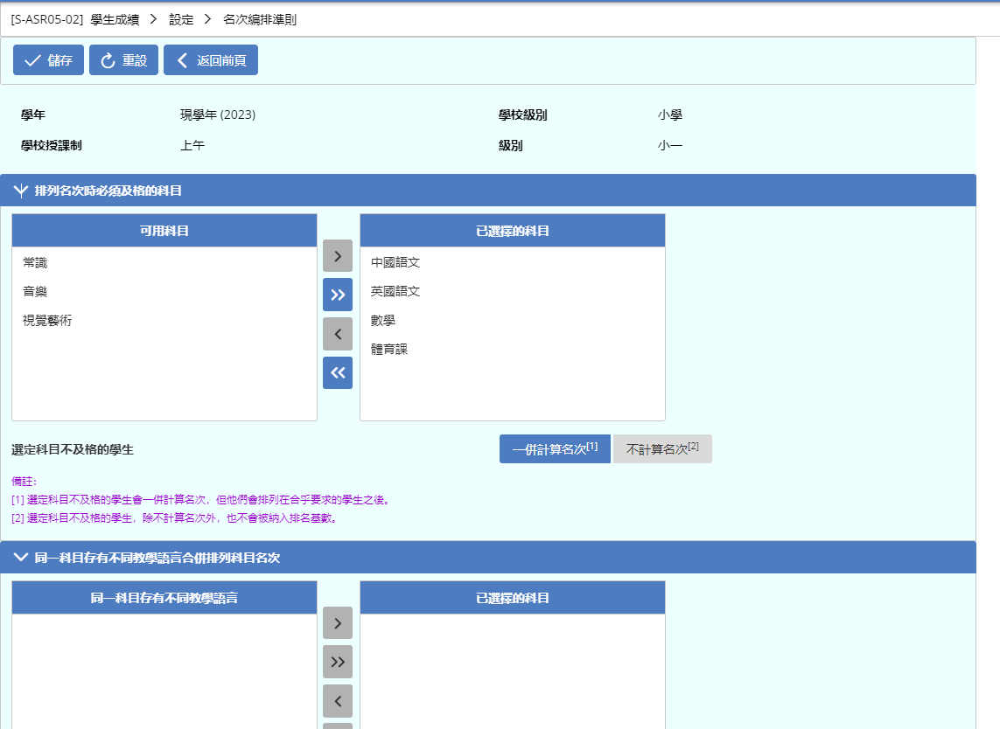 [S-ASR05-02] 學生成績 > 設定 > 名次編排準則
儲存 重設 返回前頁
學年 現學年 (2023) 學校級別 小學
學校授課制 上午 級別 小一
排列名次時必須及格的科目
可用科目 已選擇的科目
常識 中國語文
音樂 英國語文
視覺藝術 數學
體育課
選定科目不及格的學生 一併計算名次[1] 不計算名次[2]
備註:
[1] 選定科目不及格的學生會一併計算名次，但他們會排列在合乎要求的學生之後。
[2] 選定科目不及格的學生，除不計算名次外，也不會被納入排名基數。
同一科目存有不同教學語言合併排列科目名次
同一科目存有不同教學語言 已選擇的科目